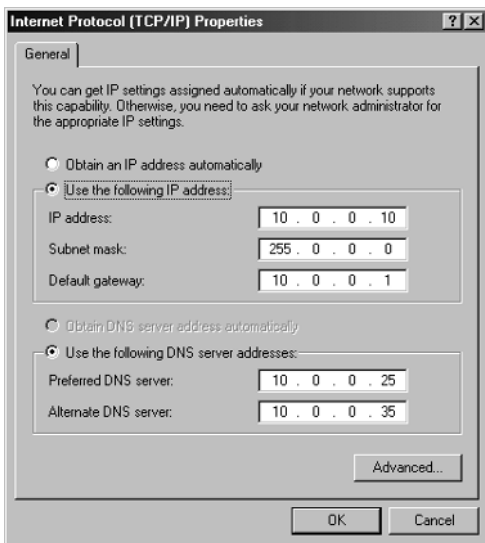 Internet Protocol (TCP/IP) Properties
General
You can get IP settings assigned automatically if your network supports
this capability. Otherwise, you need to ask your network administrator for
the appropriate IP settings.
Obtain an IP address automatically
Use the following IP address:
IP address: 10 . 0 . 0 . 10
Subnet mask: 255 . 0 . 0 . 0
Default gateway: 10 . 0 . 0 . 1
Obtain DNS server address automatically
Use the following DNS server addresses:
Preferred DNS server: 10 . 0 . 0 . 25
Alternate DNS server: 10 . 0 . 0 . 35
Advanced...
OK Cancel